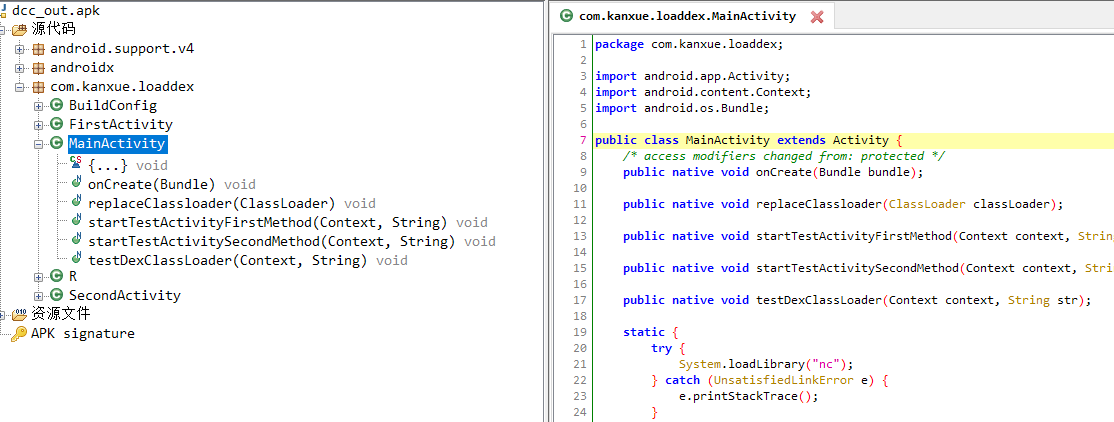 dcc_out.apk
源代码
android.support.v4
androidx
com.kanxue.loaddex
BuildConfig
FirstActivity
MainActivity
{...} void
onCreate(Bundle) void
replaceClassloader(ClassLoader) void
startTestActivityFirstMethod(Context, String) void
startTestActivitySecondMethod(Context, String) void
testDexClassLoader(Context, String) void
R
SecondActivity
资源文件
APK signature
com.kanxue.loaddex.MainActivity
1 package com.kanxue.loaddex;
2
3 import android.app.Activity;
4 import android.content.Context;
5 import android.os.Bundle;
6
7 public class MainActivity extends Activity {
8 /* access modifiers changed from: protected */
9 public native void onCreate(Bundle bundle);
10
11 public native void replaceClassloader(ClassLoader classLoader);
12
13 public native void startTestActivityFirstMethod(Context context, Strin
14
15 public native void startTestActivitySecondMethod(Context context, Stri
16
17 public native void testDexClassLoader(Context context, String str);
18
19 static {
20 try {
21 System.loadLibrary("nc");
22 } catch (UnsatisfiedLinkError e) {
23 e.printStackTrace();
24 }